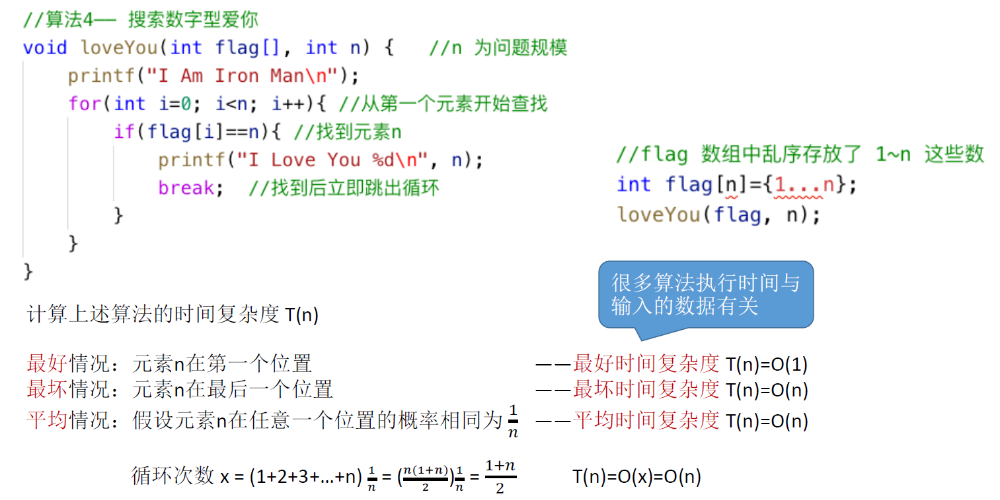 //算法4—— 搜索数字型爱你
void loveYou(int flag[], int n) {   //n 为问题规模
    printf("I Am Iron Man\n");
    for(int i=0; i<n; i++){ //从第一个元素开始查找
        if(flag[i]==n){ //找到元素n
            printf("I Love You %d\n", n);
            break;  //找到后立即跳出循环
        }
    }
}
//flag 数组中乱序存放了 1~n 这些数
int flag[n]={1...n};
loveYou(flag, n);
很多算法执行时间与
输入的数据有关
计算上述算法的时间复杂度 T(n)
最好情况：元素n在第一个位置 ——最好时间复杂度 T(n)=O(1)
最坏情况：元素n在最后一个位置 ——最坏时间复杂度 T(n)=O(n)
平均情况：假设元素n在任意一个位置的概率相同为 1/n ——平均时间复杂度 T(n)=O(n)
循环次数 x = (1+2+3+…+n) 1/n = (n(1+n)/2) 1/n = (1+n)/2 T(n)=O(x)=O(n)